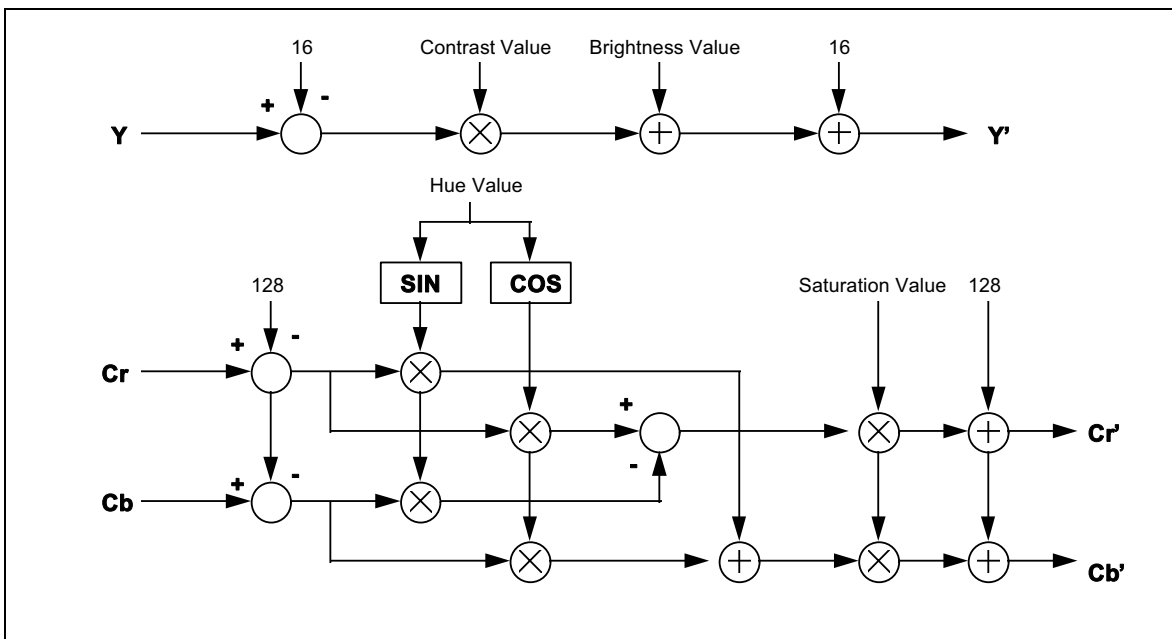 16 Contrast Value Brightness Value 16
+ -
Y × + + Y’
Hue Value
SIN COS
128 Saturation Value 128
+ -
Cr × + Cr’
× - × +
+ -
Cb ×
× + × + Cb’